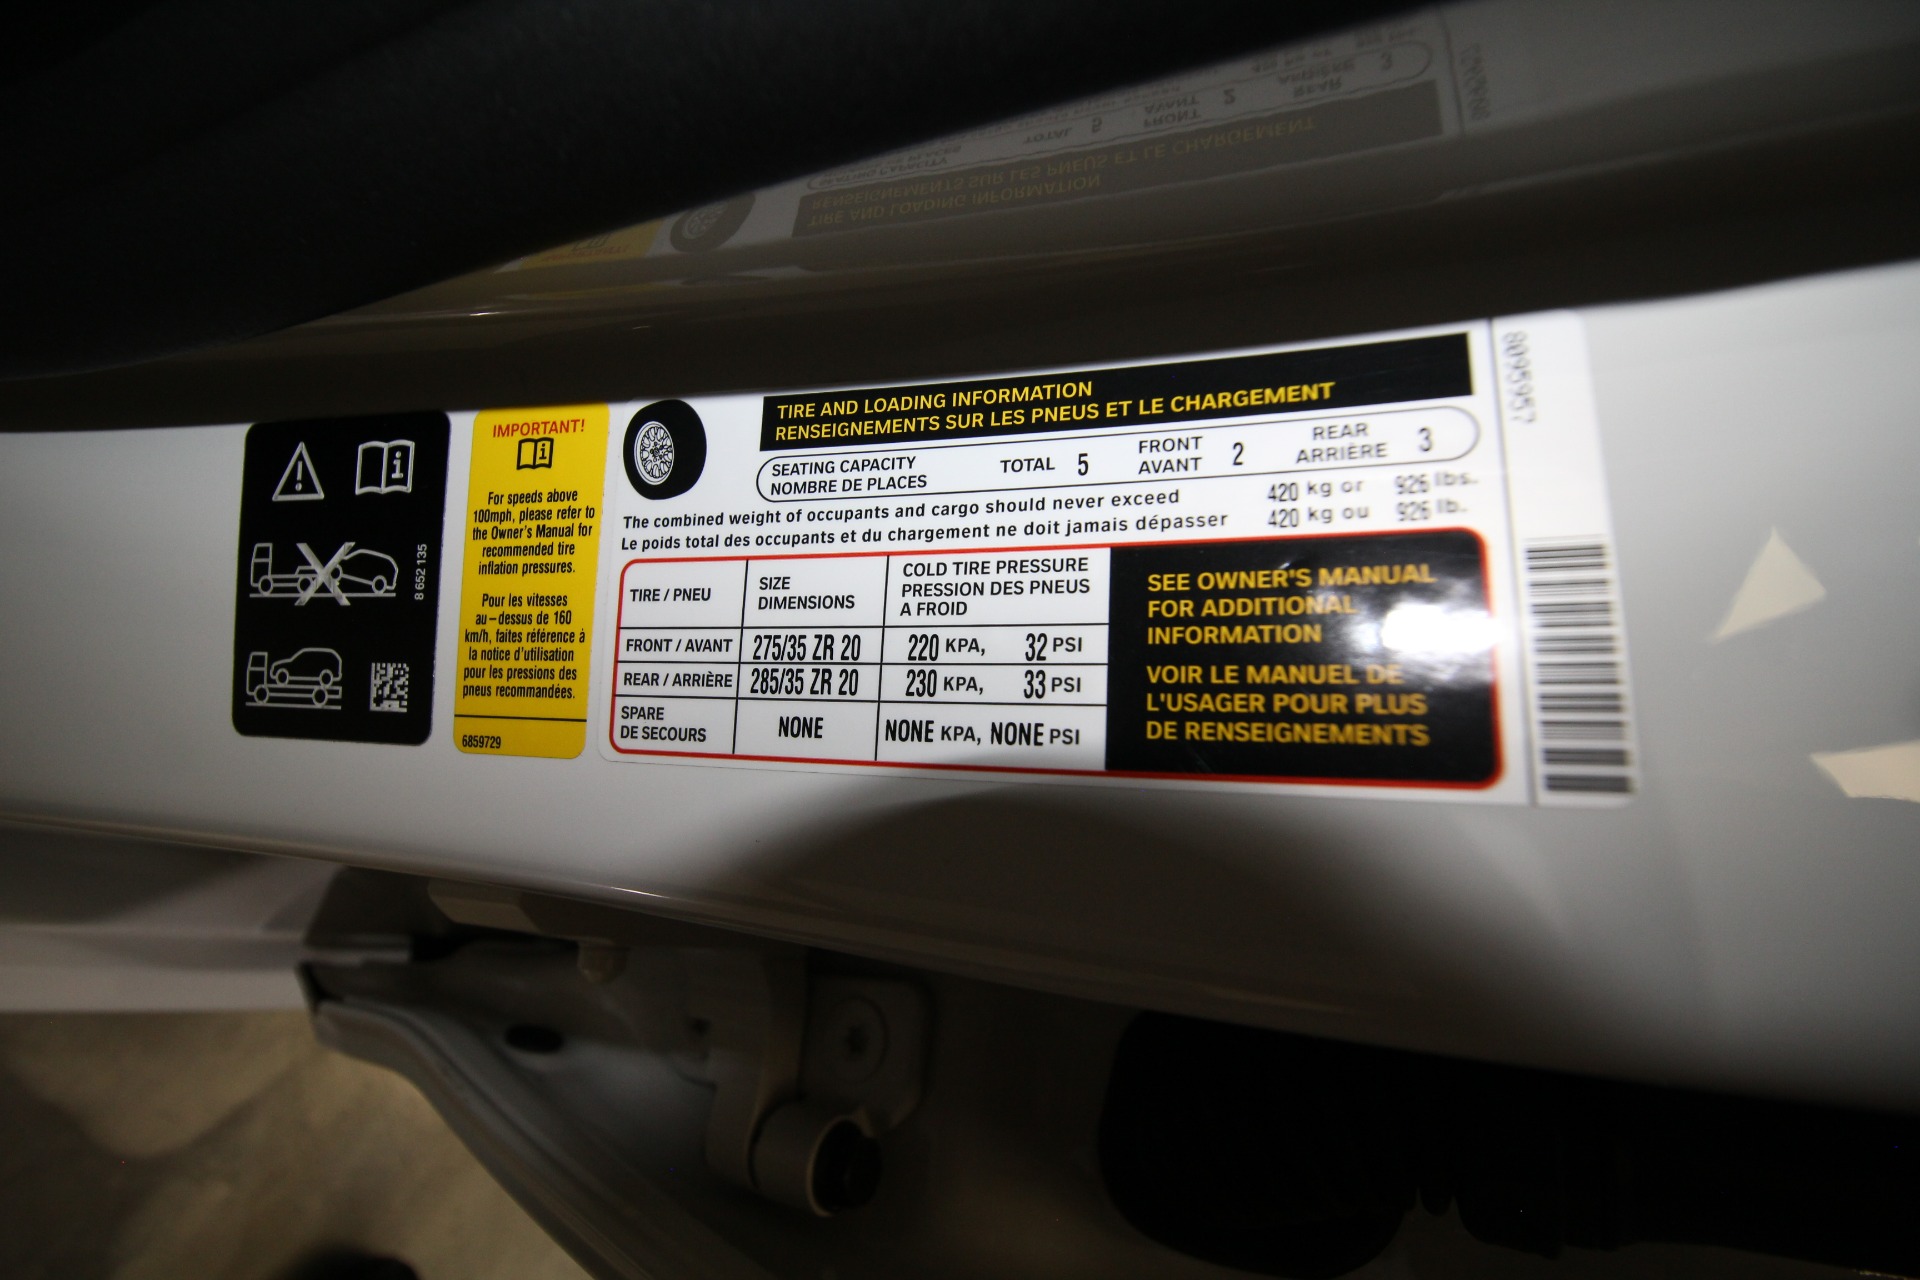 8 652 135
IMPORTANT!
For speeds above
100mph, please refer to
the Owner's Manual for
recommended tire
inflation pressures.
Pour les vitesses
au-dessus de 160
km/h, faites référence à
la notice d'utilisation
pour les pressions des
pneus recommandées.
6859729
TIRE AND LOADING INFORMATION
RENSEIGNEMENTS SUR LES PNEUS ET LE CHARGEMENT
SEATING CAPACITY
NOMBRE DE PLACES
TOTAL 5
FRONT
AVANT 2
REAR
ARRIÈRE 3
The combined weight of occupants and cargo should never exceed 420 kg or 926 lbs.
Le poids total des occupants et du chargement ne doit jamais dépasser 420 kg ou 926 lb.
TIRE / PNEU
SIZE
DIMENSIONS
COLD TIRE PRESSURE
PRESSION DES PNEUS
A FROID
FRONT / AVANT 275/35 ZR 20 220 KPA, 32 PSI
REAR / ARRIÈRE 285/35 ZR 20 230 KPA, 33 PSI
SPARE
DE SECOURS NONE NONE KPA, NONE PSI
SEE OWNER'S MANUAL
FOR ADDITIONAL
INFORMATION
VOIR LE MANUEL DE
L'USAGER POUR PLUS
DE RENSEIGNEMENTS
8095957